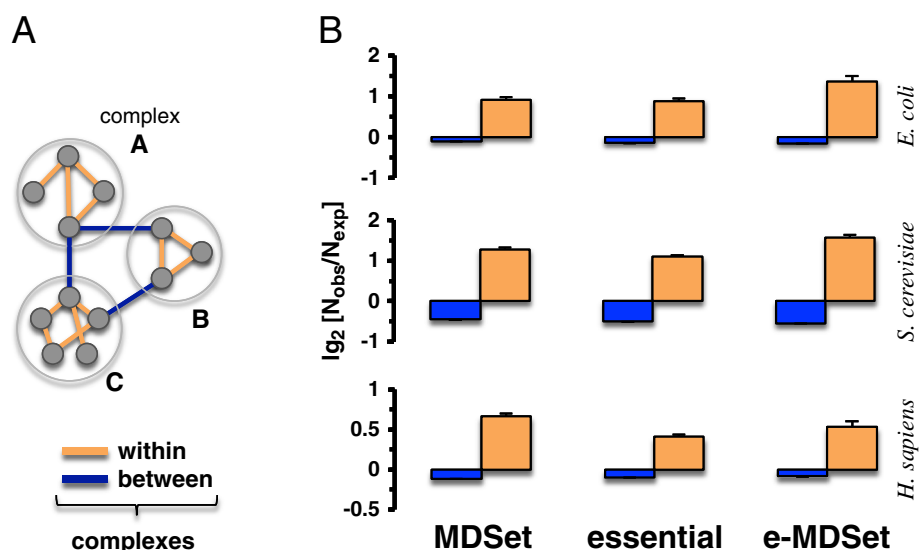 A
complex
A
B
C
within
between
complexes
B
lg2 [Nobs/Nexp]
2
1
0
-1
E. coli
2
1
0
-1
S. cerevisiae
1
0.5
0
-0.5
H. sapiens
MDSet essential e-MDSet